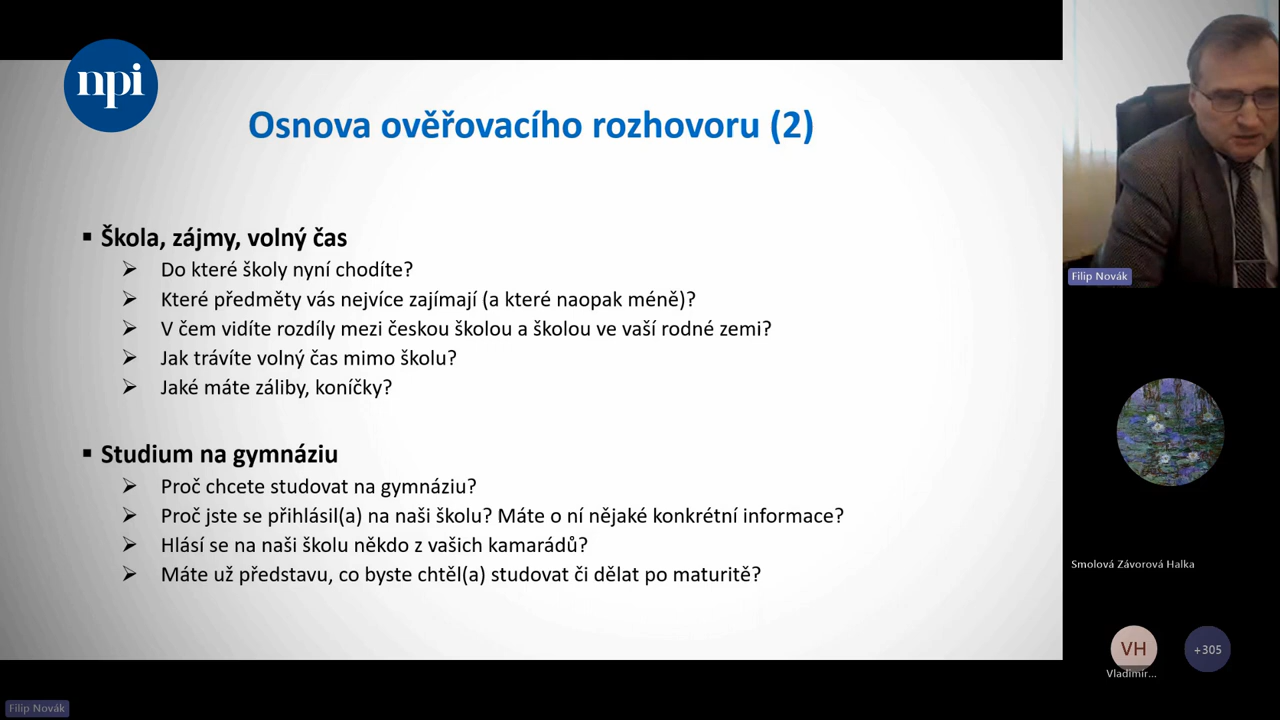 npi
Osnova ověřovacího rozhovoru (2)
▪ Škola, zájmy, volný čas
➢ Do které školy nyní chodíte?
➢ Které předměty vás nejvíce zajímají (a které naopak méně)?
➢ V čem vidíte rozdíly mezi českou školou a školou ve vaší rodné zemi?
➢ Jak trávíte volný čas mimo školu?
➢ Jaké máte záliby, koníčky?
▪ Studium na gymnáziu
➢ Proč chcete studovat na gymnáziu?
➢ Proč jste se přihlásil(a) na naši školu? Máte o ní nějaké konkrétní informace?
➢ Hlásí se na naši školu někdo z vašich kamarádů?
➢ Máte už představu, co byste chtěl(a) studovat či dělat po maturitě?
Filip Novák
Smolová Závorová Halka
VH
Vladimír...
+305
Filip Novák